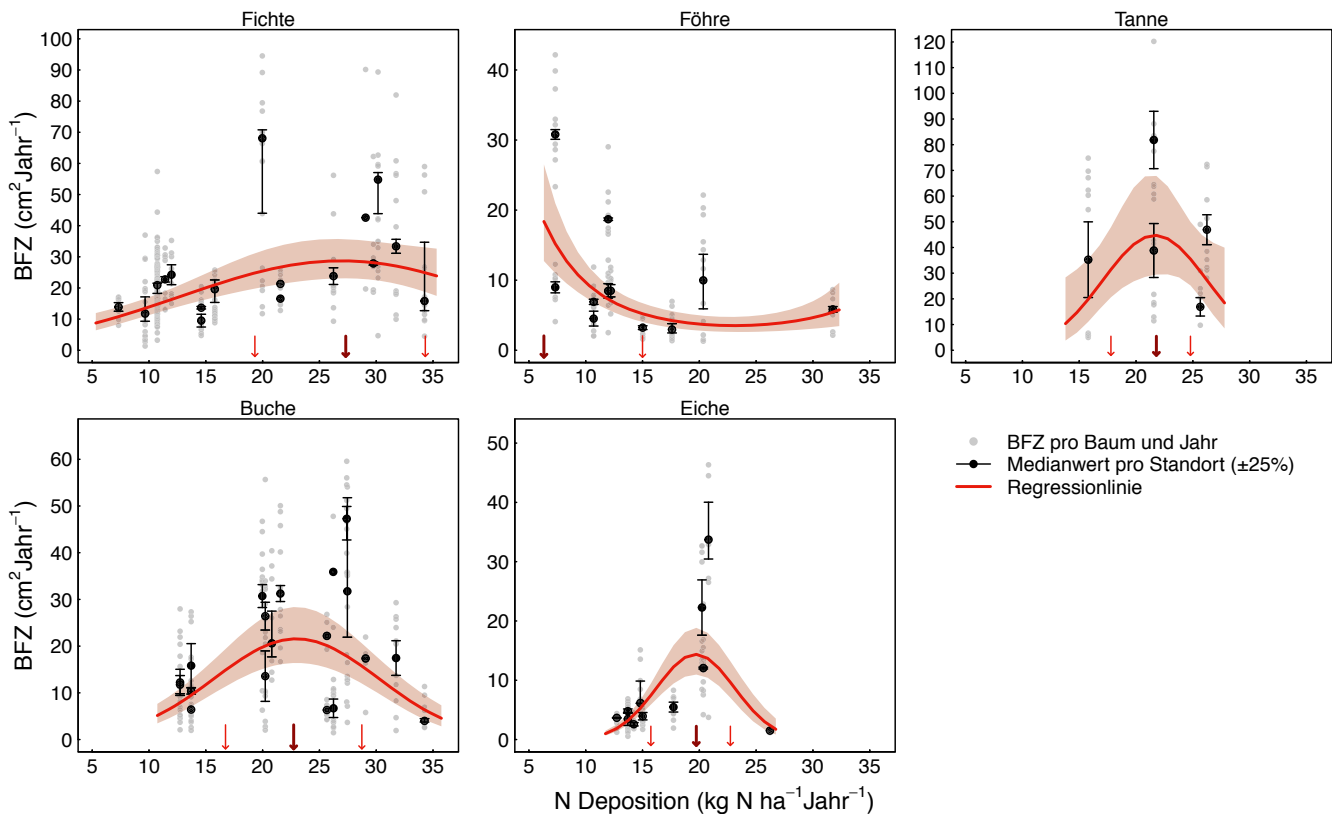 Fichte
Föhre
Tanne
BFZ (cm²Jahr⁻¹)
100
90
80
70
60
50
40
30
20
10
0
5 10 15 20 25 30 35
40
30
20
10
0
5 10 15 20 25 30 35
120
110
100
90
80
70
60
50
40
30
20
10
0
5 10 15 20 25 30 35
Buche
Eiche
BFZ (cm²Jahr⁻¹)
60
50
40
30
20
10
0
5 10 15 20 25 30 35
50
40
30
20
10
0
5 10 15 20 25 30 35
BFZ pro Baum und Jahr
Medianwert pro Standort (±25%)
Regressionlinie
N Deposition (kg N ha⁻¹Jahr⁻¹)